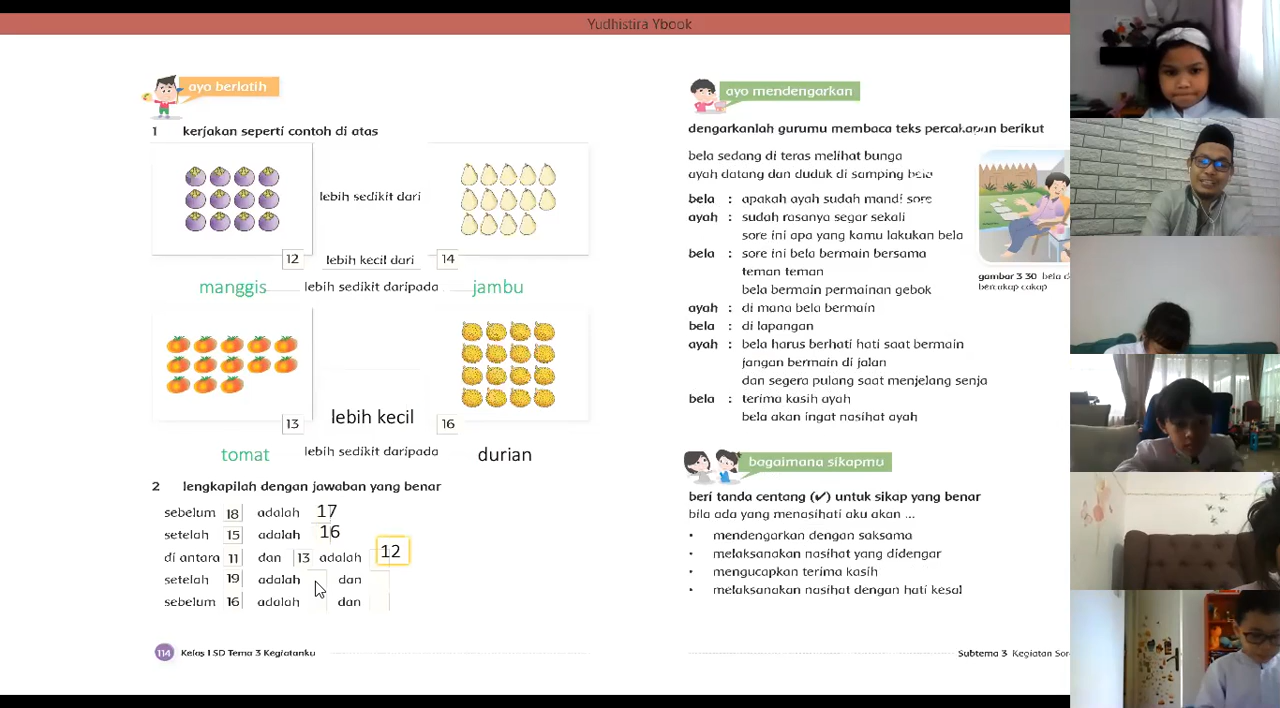 Yudhistira Ybook
ayo berlatih
1 kerjakan seperti contoh di atas
lebih sedikit dari
12 lebih kecil dari 14
manggis lebih sedikit daripada jambu
lebih kecil
13 16
tomat lebih sedikit daripada durian
2 lengkapilah dengan jawaban yang benar
sebelum 18 adalah 17
setelah 15 adalah 16
di antara 11 dan 13 adalah 12
setelah 19 adalah dan
sebelum 16 adalah dan
114 Kelas I SD Tema 3 Kegiatanku
ayo mendengarkan
dengarkanlah gurumu membaca teks percakapan berikut
bela sedang di teras melihat bunga
ayah datang dan duduk di samping bela
bela : apakah ayah sudah mandi sore
ayah : sudah rasanya segar sekali
sore ini apa yang kamu lakukan bela
bela : sore ini bela bermain bersama
teman teman
bela bermain permainan gebok
ayah : di mana bela bermain
bela : di lapangan
ayah : bela harus berhati hati saat bermain
jangan bermain di jalan
dan segera pulang saat menjelang senja
bela : terima kasih ayah
bela akan ingat nasihat ayah
gambar 3 30 bela
bercakap cakap
bagaimana sikapmu
beri tanda centang (✔) untuk sikap yang benar
bila ada yang menasihati aku akan ...
• mendengarkan dengan saksama
• melaksanakan nasihat yang didengar
• mengucapkan terima kasih
• melaksanakan nasihat dengan hati kesal
Subtema 3 Kegiatan